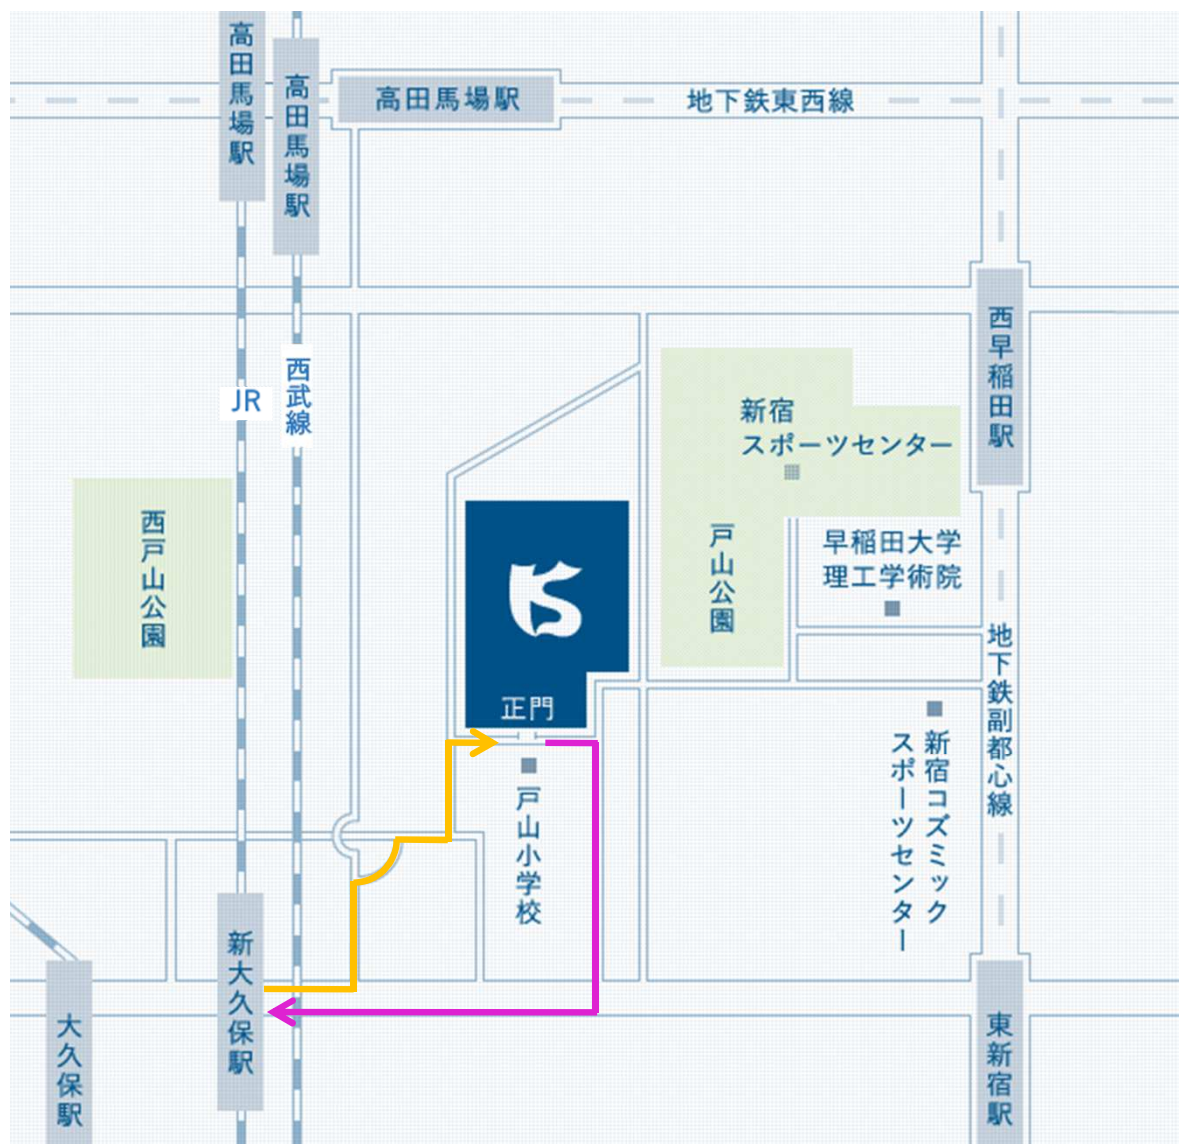 高田馬場駅
高田馬場駅
高田馬場駅
地下鉄東西線
西早稲田駅
JR
西武線
新宿
スポーツセンター
西戸山公園
戸山公園
早稲田大学
理工学術院
地下鉄副都心線
正門
新宿コズミック
スポーツセンター
戸山小学校
新大久保駅
大久保駅
東新宿駅